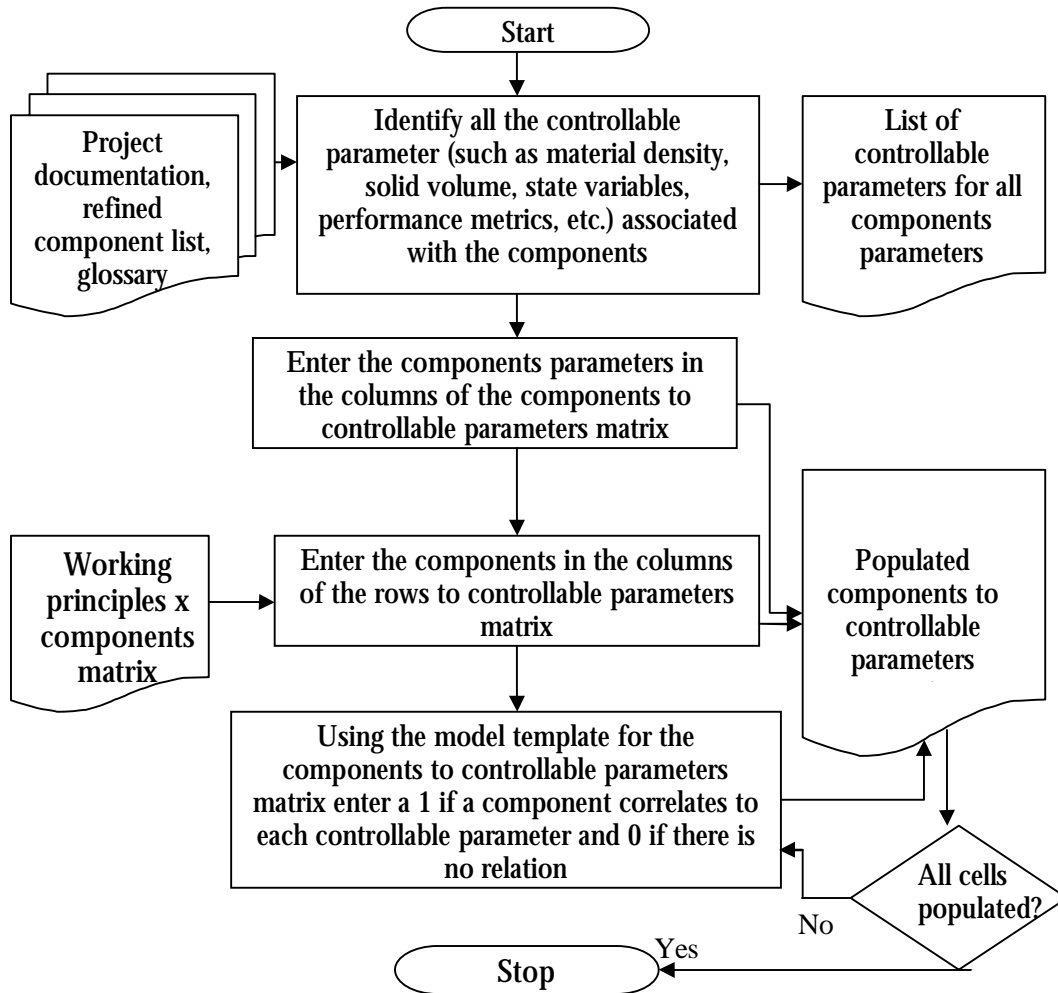 Start
Project
documentation,
refined
component list,
glossary
Identify all the controllable
parameter (such as material density,
solid volume, state variables,
performance metrics, etc.) associated
with the components
List of
controllable
parameters for all
components
parameters
Enter the components parameters in
the columns of the components to
controllable parameters matrix
Working
principles x
components
matrix
Enter the components in the columns
of the rows to controllable parameters
matrix
Populated
components to
controllable
parameters
Using the model template for the
components to controllable parameters
matrix enter a 1 if a component correlates to
each controllable parameter and 0 if there is
no relation
All cells
populated?
No
Yes
Stop